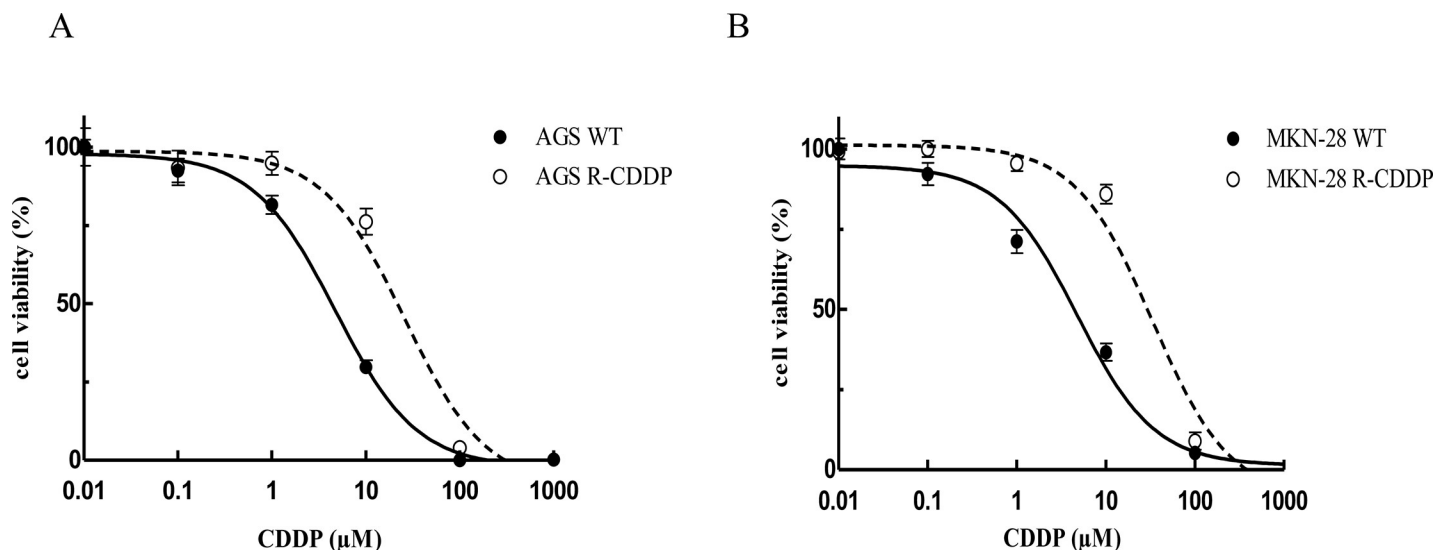 A
AGS WT
AGS R-CDDP
cell viability (%)
100
50
0
0.01 0.1 1 10 100 1000
CDDP (μM)
B
MKN-28 WT
MKN-28 R-CDDP
cell viability (%)
100
50
0
0.01 0.1 1 10 100 1000
CDDP (μM)